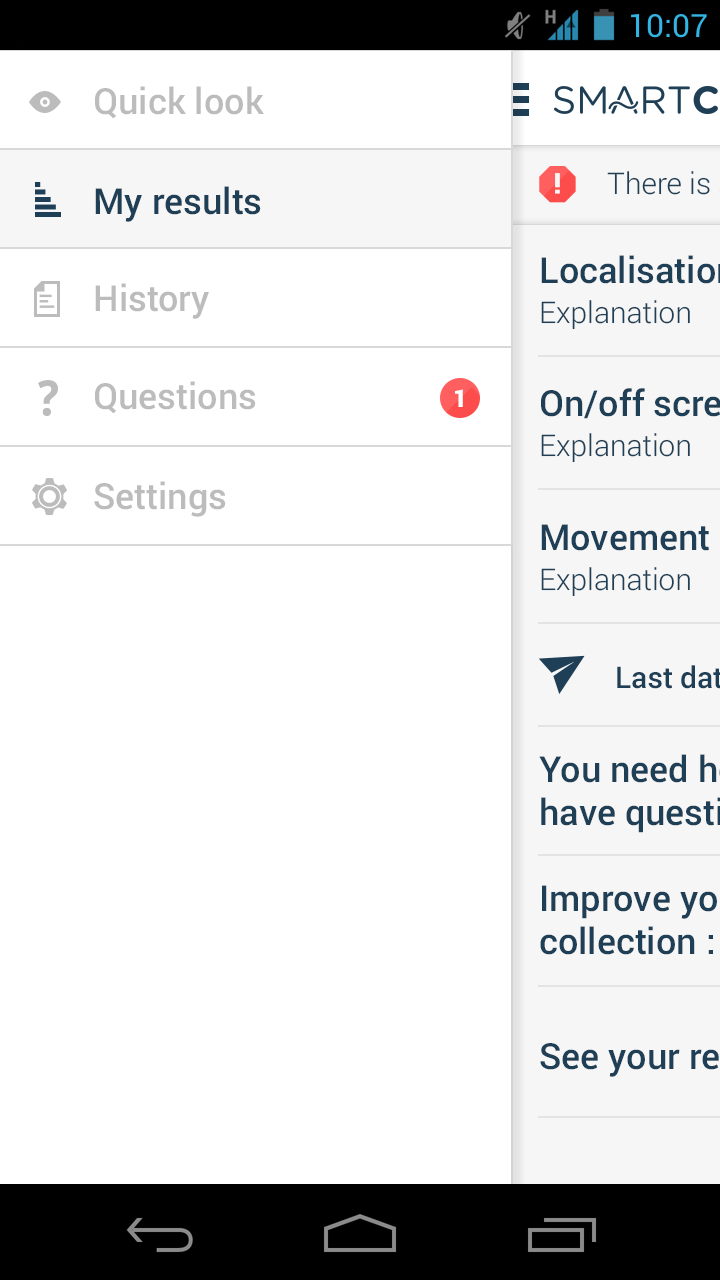 H 10:07
Quick look
My results
History
Questions 1
Settings
SMARTC
There is
Localisation
Explanation
On/off scre
Explanation
Movement
Explanation
Last dat
You need he
have questi
Improve yo
collection :
See your re